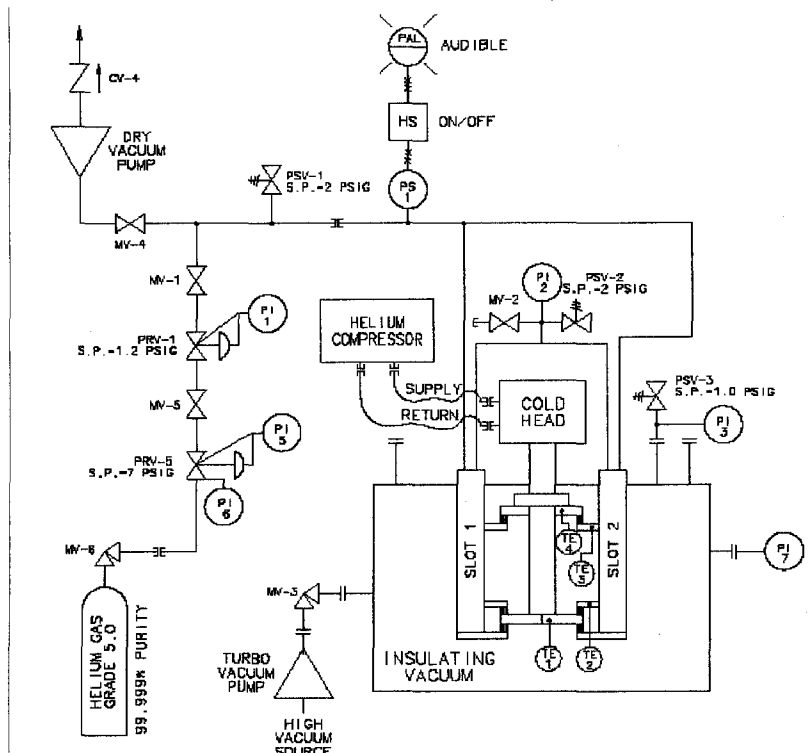 PAL
AUDIBLE
CV-4
HS
ON/OFF
DRY
VACUUM
PUMP
PSV-1
S.P.=2 PSIG
PS
1
MV-4
MV-1
PI
1
PRV-1
S.P.=1.2 PSIG
MV-5
PRV-5
S.P.=7 PSIG
PI
5
PI
6
MV-6
HELIUM GAS
GRADE 5.0
99.999% PURITY
HELIUM
COMPRESSOR
SUPPLY
RETURN
MV-2
PI
2
PSV-2
S.P.=2 PSIG
COLD
HEAD
PSV-3
S.P.=1.0 PSIG
PI
3
SLOT 1
SLOT 2
TE
4
TE
3
TE
1
TE
2
PI
7
MV-3
TURBO
VACUUM
PUMP
INSULATING
VACUUM
HIGH
VACUUM
SOURCE